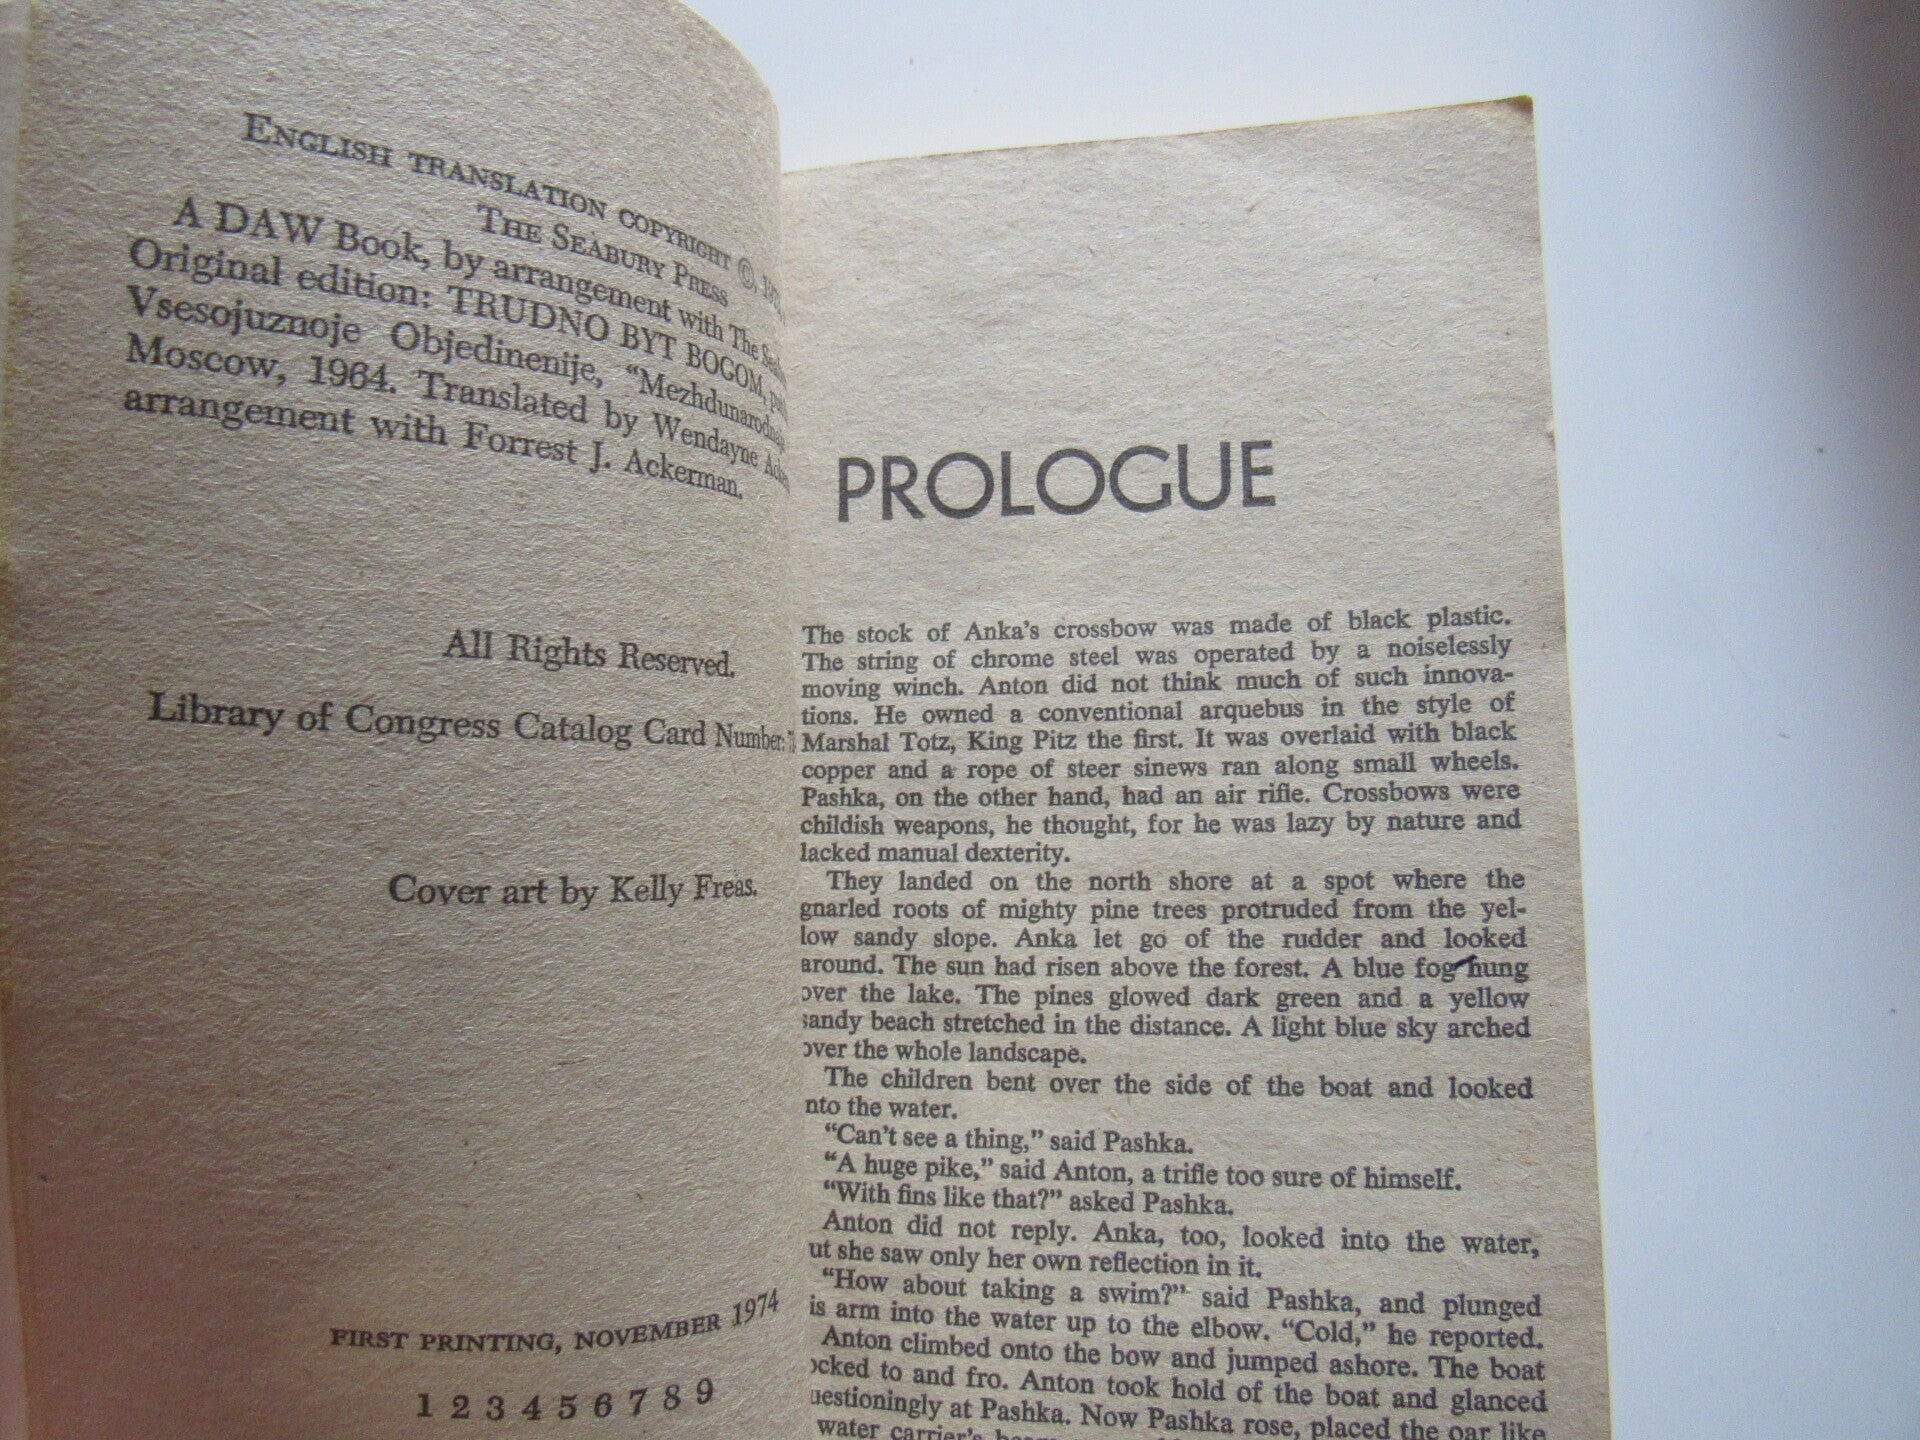 ENGLISH TRANSLATION COPYRIGHT ©,
THE SEABURY PRESS
A DAW Book, by arrangement with The
Original edition: TRUDNO BYT BOGOM,
Vsesojuznoje Objedinenije, "Mezhdunarodnaja
Moscow, 1964. Translated by Wendayne
arrangement with Forrest J. Ackerman.
All Rights Reserved.
Library of Congress Catalog Card Number:
Cover art by Kelly Freas.
FIRST PRINTING, NOVEMBER 1974
1 2 3 4 5 6 7 8 9
PROLOGUE
The stock of Anka's crossbow was made of black plastic.
The string of chrome steel was operated by a noiselessly
moving winch. Anton did not think much of such innova-
tions. He owned a conventional arquebus in the style of
Marshal Totz, King Pitz the first. It was overlaid with black
copper and a rope of steer sinews ran along small wheels.
Pashka, on the other hand, had an air rifle. Crossbows were
childish weapons, he thought, for he was lazy by nature and
lacked manual dexterity.
They landed on the north shore at a spot where the
gnarled roots of mighty pine trees protruded from the yel-
low sandy slope. Anka let go of the rudder and looked
around. The sun had risen above the forest. A blue fog hung
over the lake. The pines glowed dark green and a yellow
sandy beach stretched in the distance. A light blue sky arched
over the whole landscape.
The children bent over the side of the boat and looked
nto the water.
"Can't see a thing," said Pashka.
"A huge pike," said Anton, a trifle too sure of himself.
"With fins like that?" asked Pashka.
Anton did not reply. Anka, too, looked into the water,
ut she saw only her own reflection in it.
"How about taking a swim?" said Pashka, and plunged
is arm into the water up to the elbow. "Cold," he reported.
Anton climbed onto the bow and jumped ashore. The boat
ocked to and fro. Anton took hold of the boat and glanced
uestioningly at Pashka. Now Pashka rose, placed the oar like
water carrier's